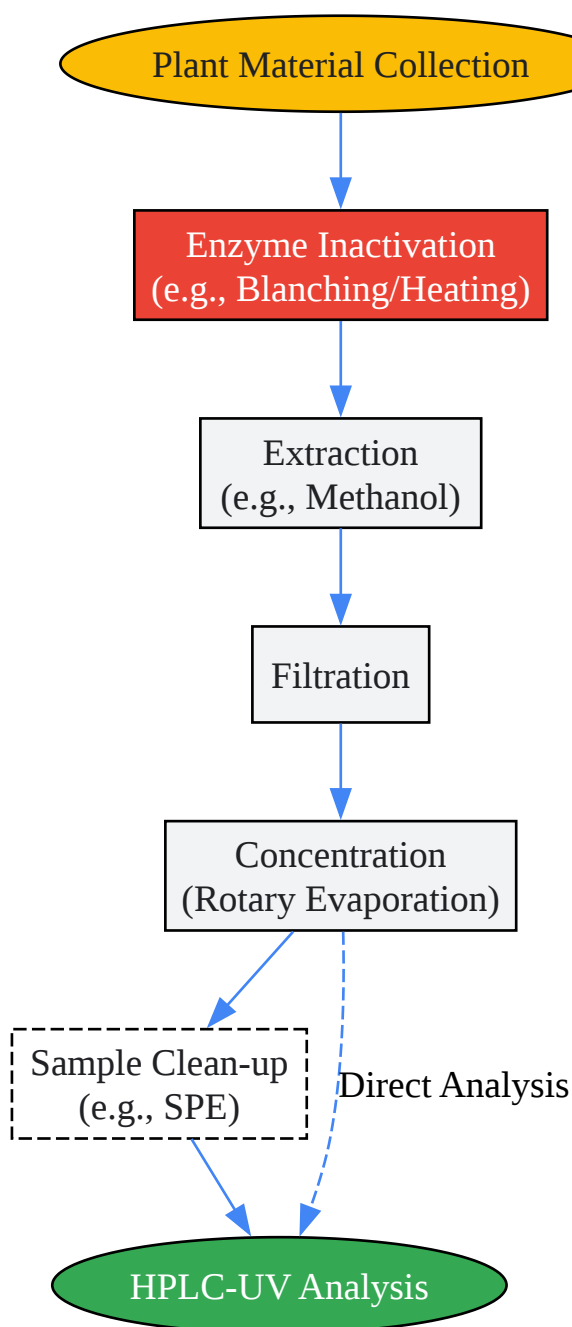 Plant Material Collection
Enzyme Inactivation
(e.g., Blanching/Heating)
Extraction
(e.g., Methanol)
Filtration
Concentration
(Rotary Evaporation)
Sample Clean-up
(e.g., SPE)
Direct Analysis
HPLC-UV Analysis